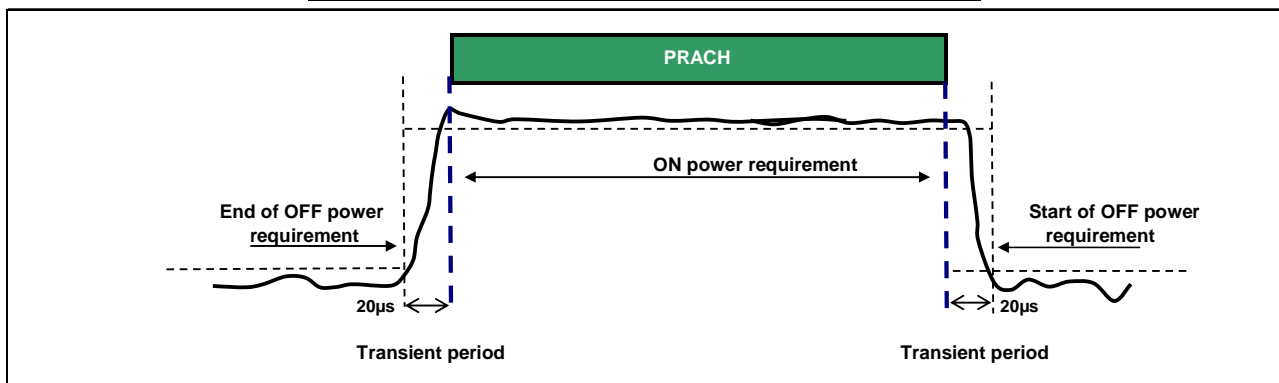 PRACH
ON power requirement
End of OFF power
requirement
Start of OFF power
requirement
20µs
20µs
Transient period
Transient period